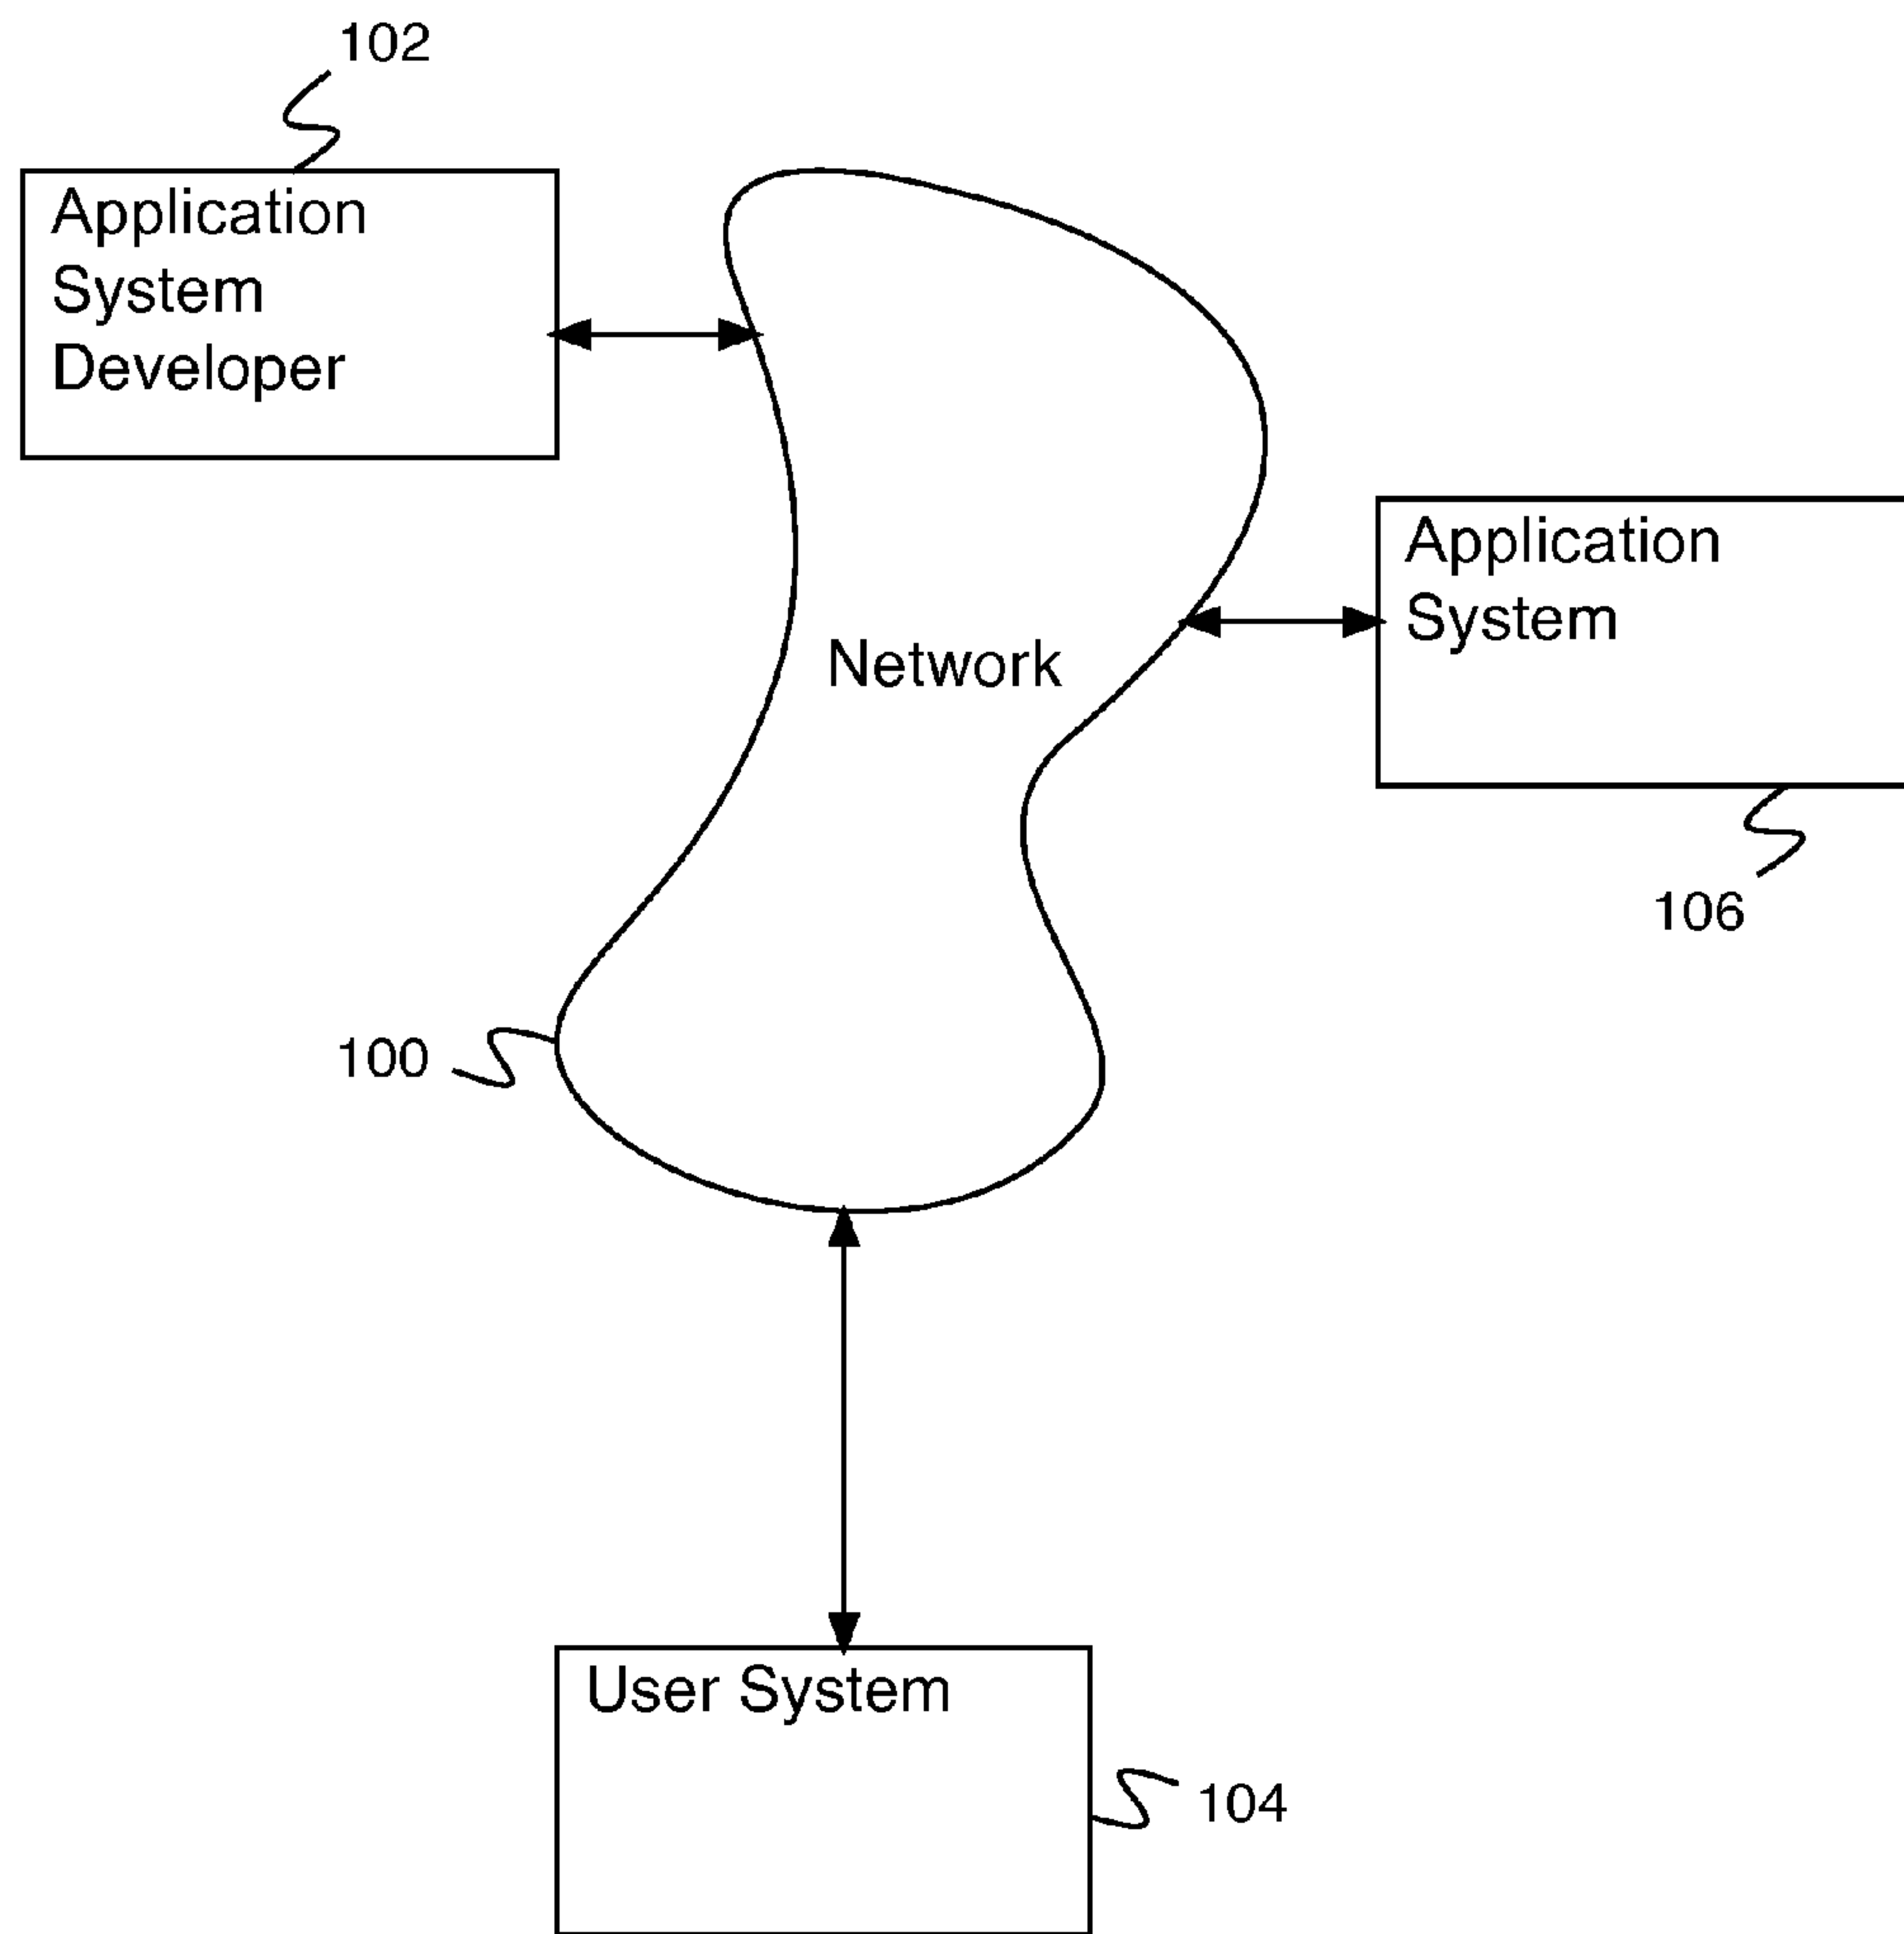 102
Application
System
Developer
Application
System
Network
106
100
User System
104